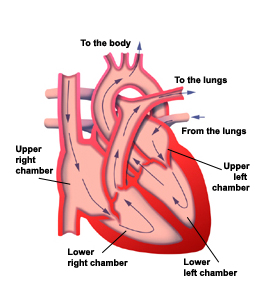 To the body
To the lungs
From the lungs
Upper
right
chamber
Upper
left
chamber
Lower
right chamber
Lower
left chamber